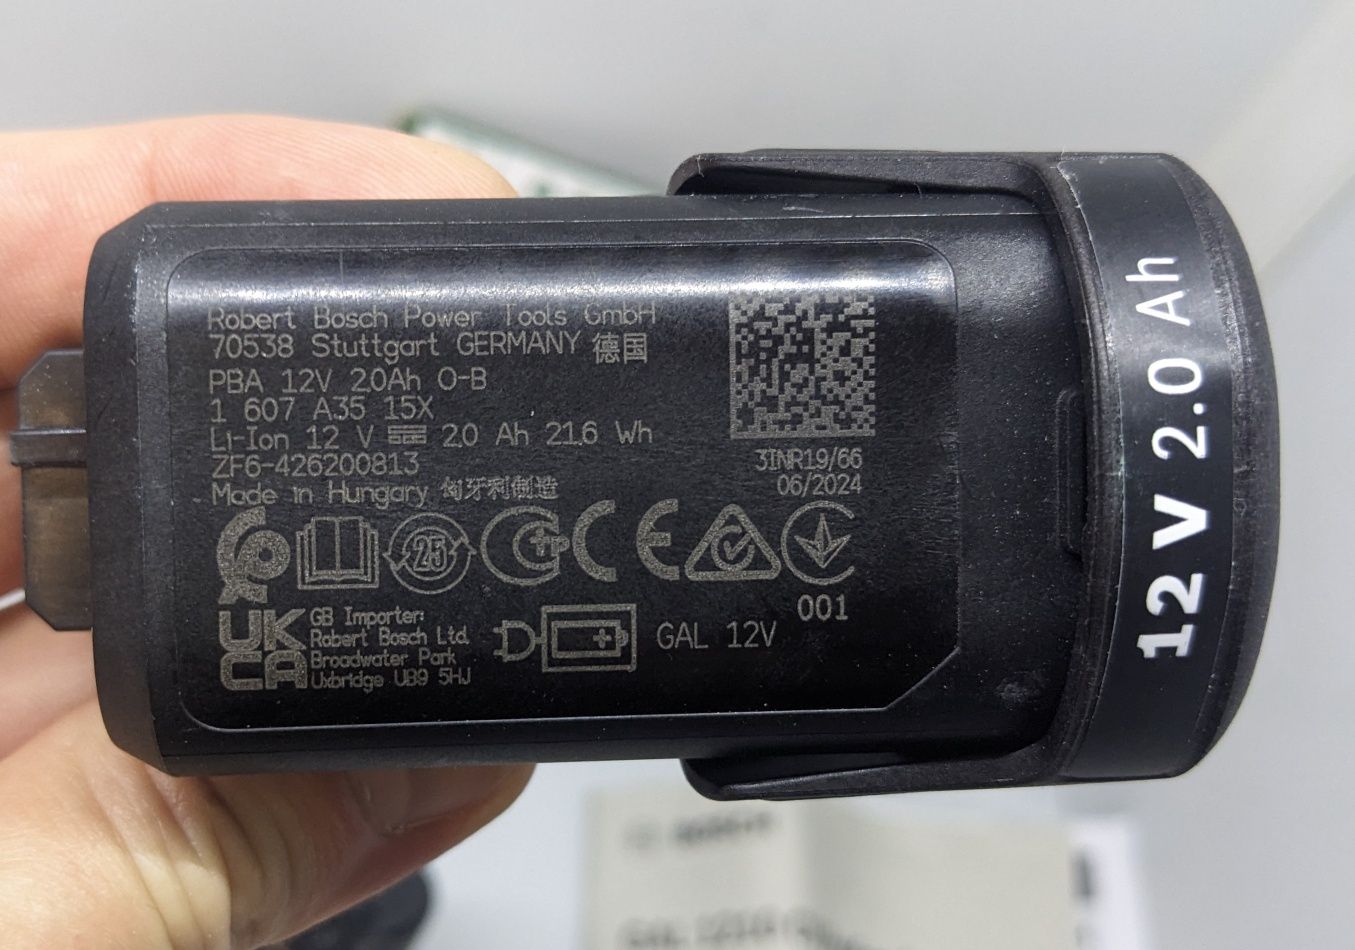 Robert Bosch Power Tools GmbH
70538 Stuttgart GERMANY 德国
PBA 12V 2.0Ah O-B
1 607 A35 15X
Li-Ion 12 V 2.0 Ah 21.6 Wh
ZF6-426200813
Made in Hungary 匈牙利制造
3INR19/66
06/2024
25
CE
001
UK
CA
GB Importer:
Robert Bosch Ltd.
Broadwater Park
Uxbridge UB9 5HJ
GAL 12V
12 V 2.0 Ah